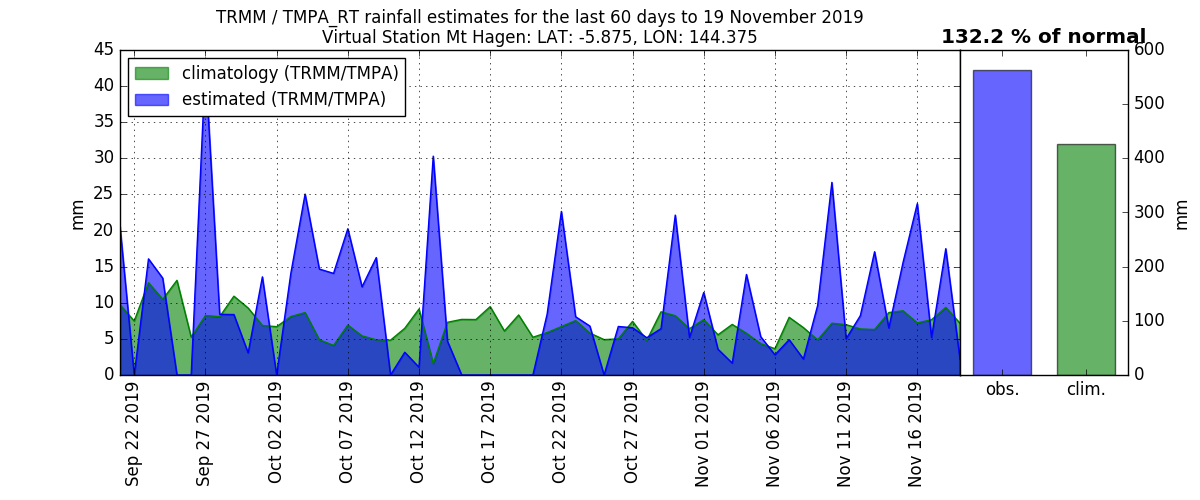 TRMM / TMPA_RT rainfall estimates for the last 60 days to 19 November 2019
Virtual Station Mt Hagen: LAT: -5.875, LON: 144.375
132.2 % of normal
climatology (TRMM/TMPA)
estimated (TRMM/TMPA)
45
40
35
30
25
20
15
10
5
0
mm
600
500
400
300
200
100
0
mm
Sep 22 2019
Sep 27 2019
Oct 02 2019
Oct 07 2019
Oct 12 2019
Oct 17 2019
Oct 22 2019
Oct 27 2019
Nov 01 2019
Nov 06 2019
Nov 11 2019
Nov 16 2019
obs.
clim.